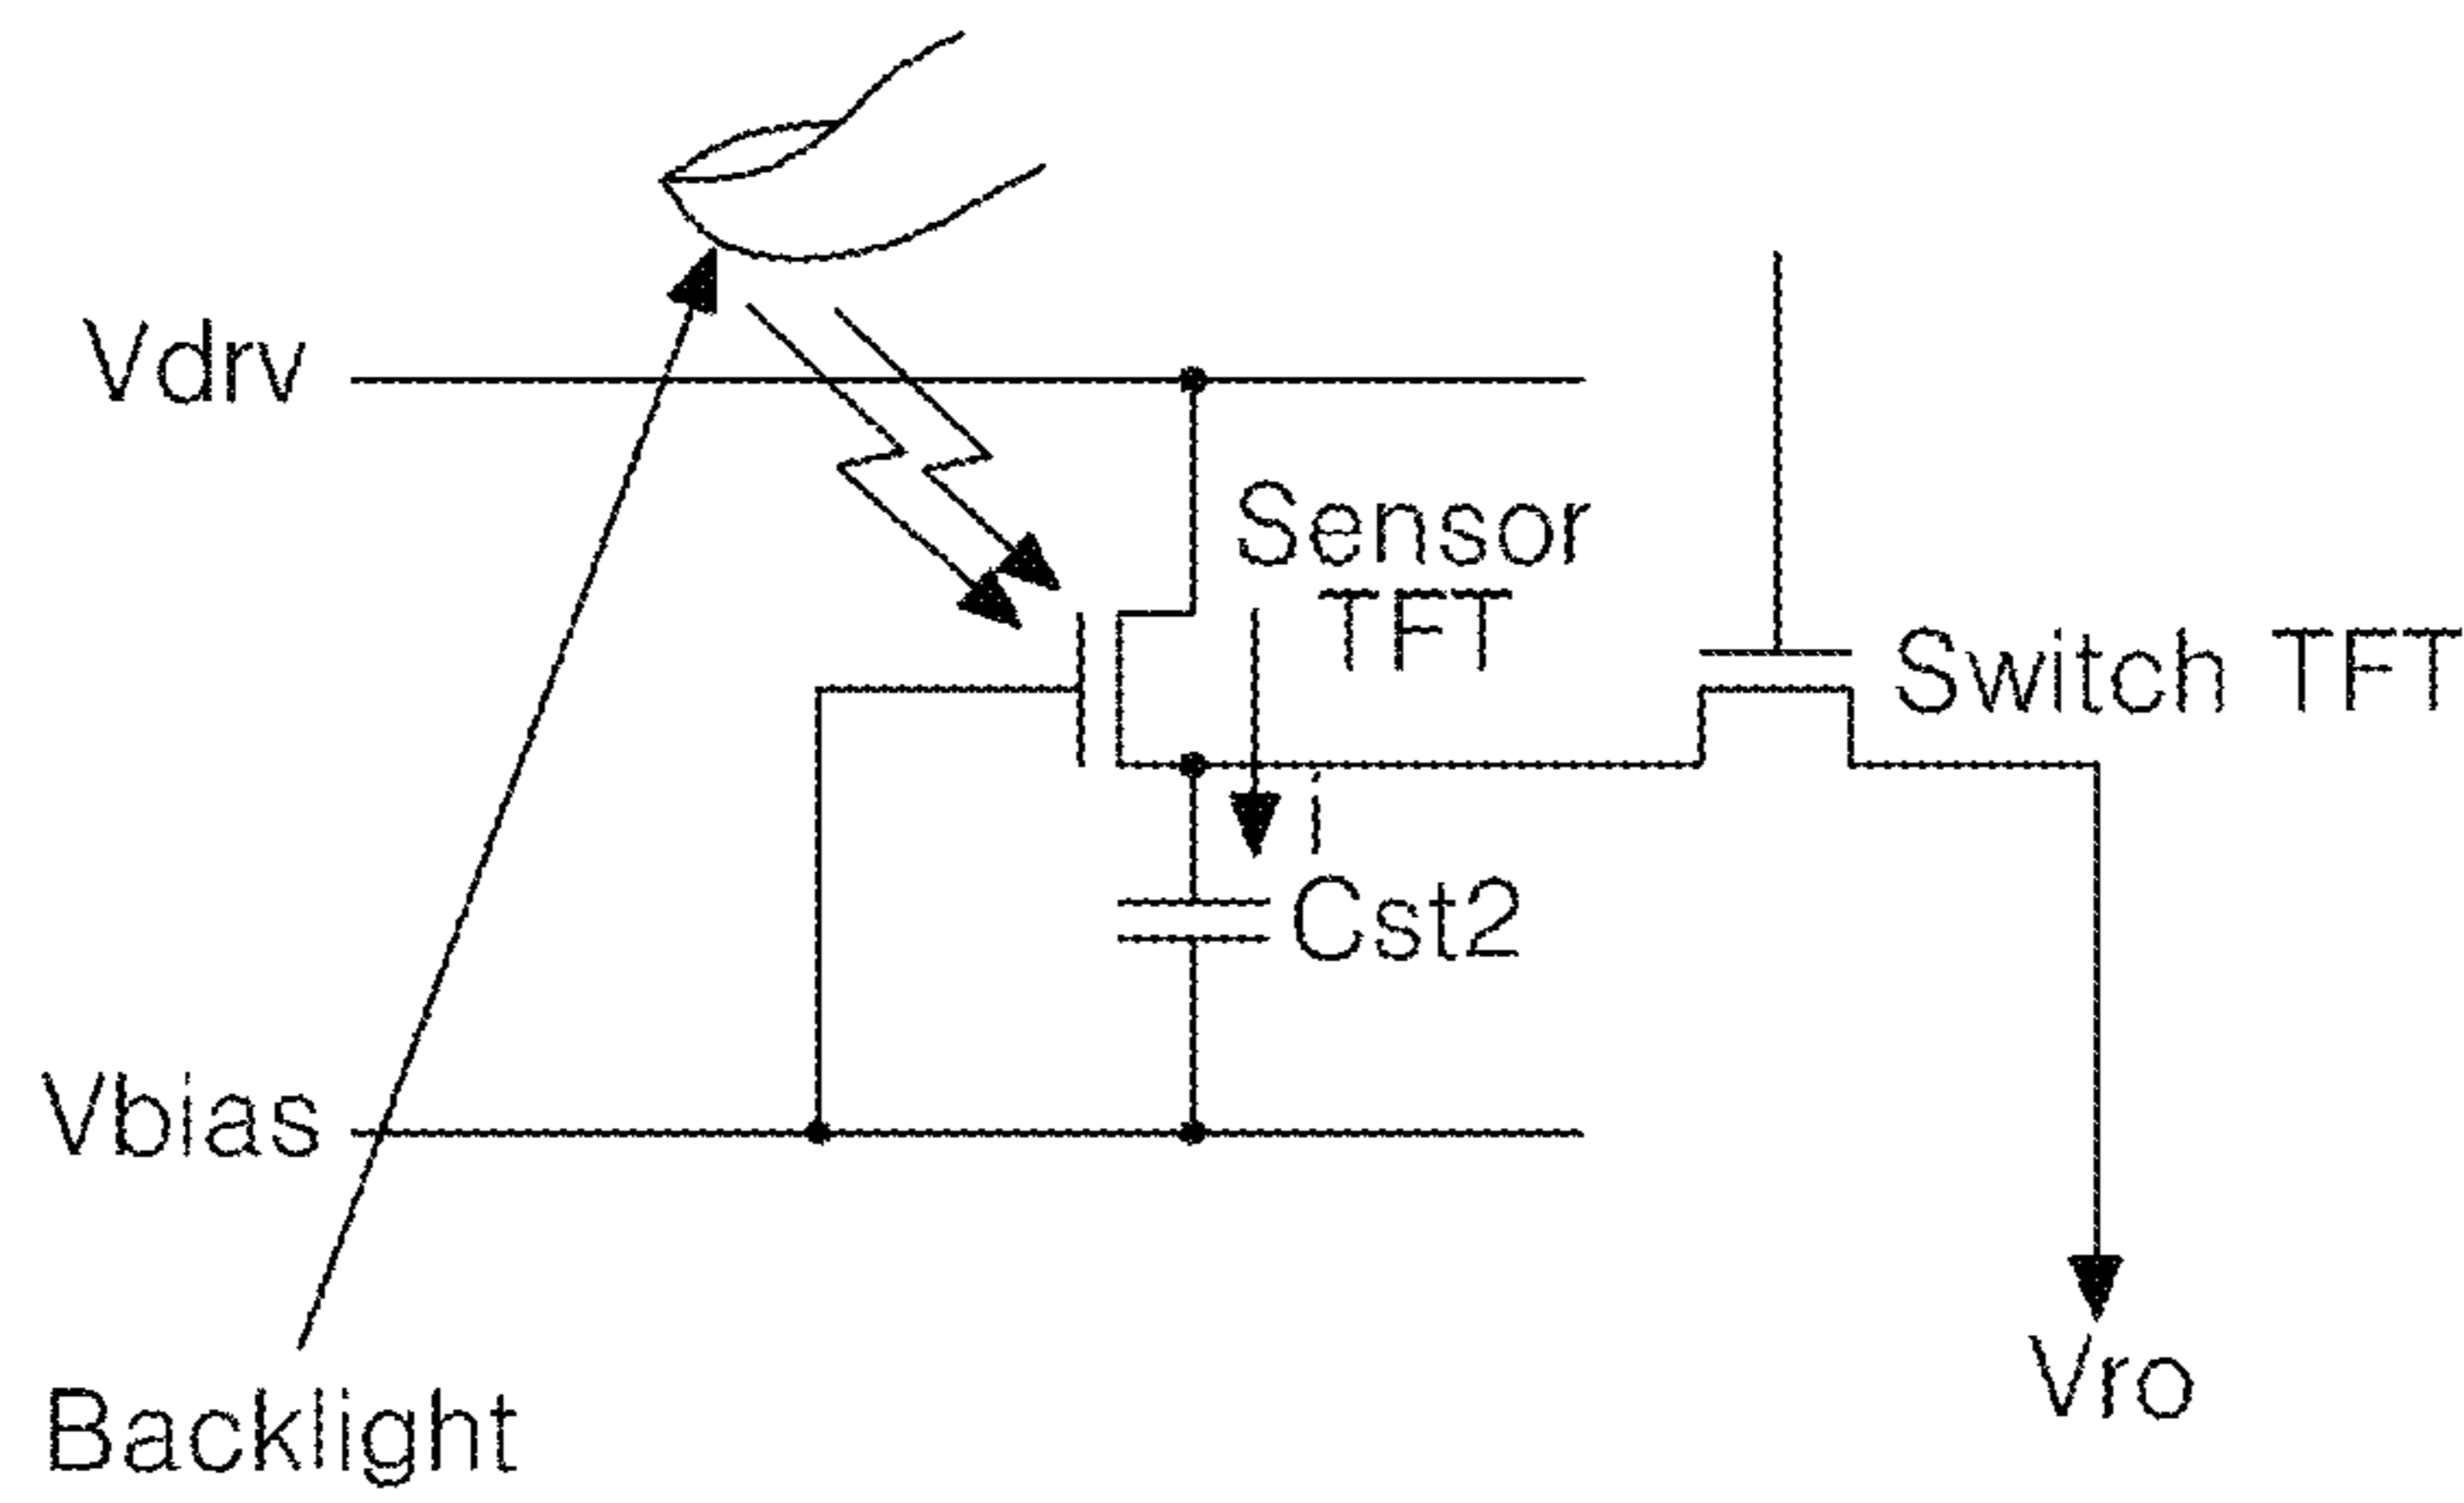 Vdrv
Sensor
TFT
Switch TFT
i
Cst2
Vbias
Vro
Backlight